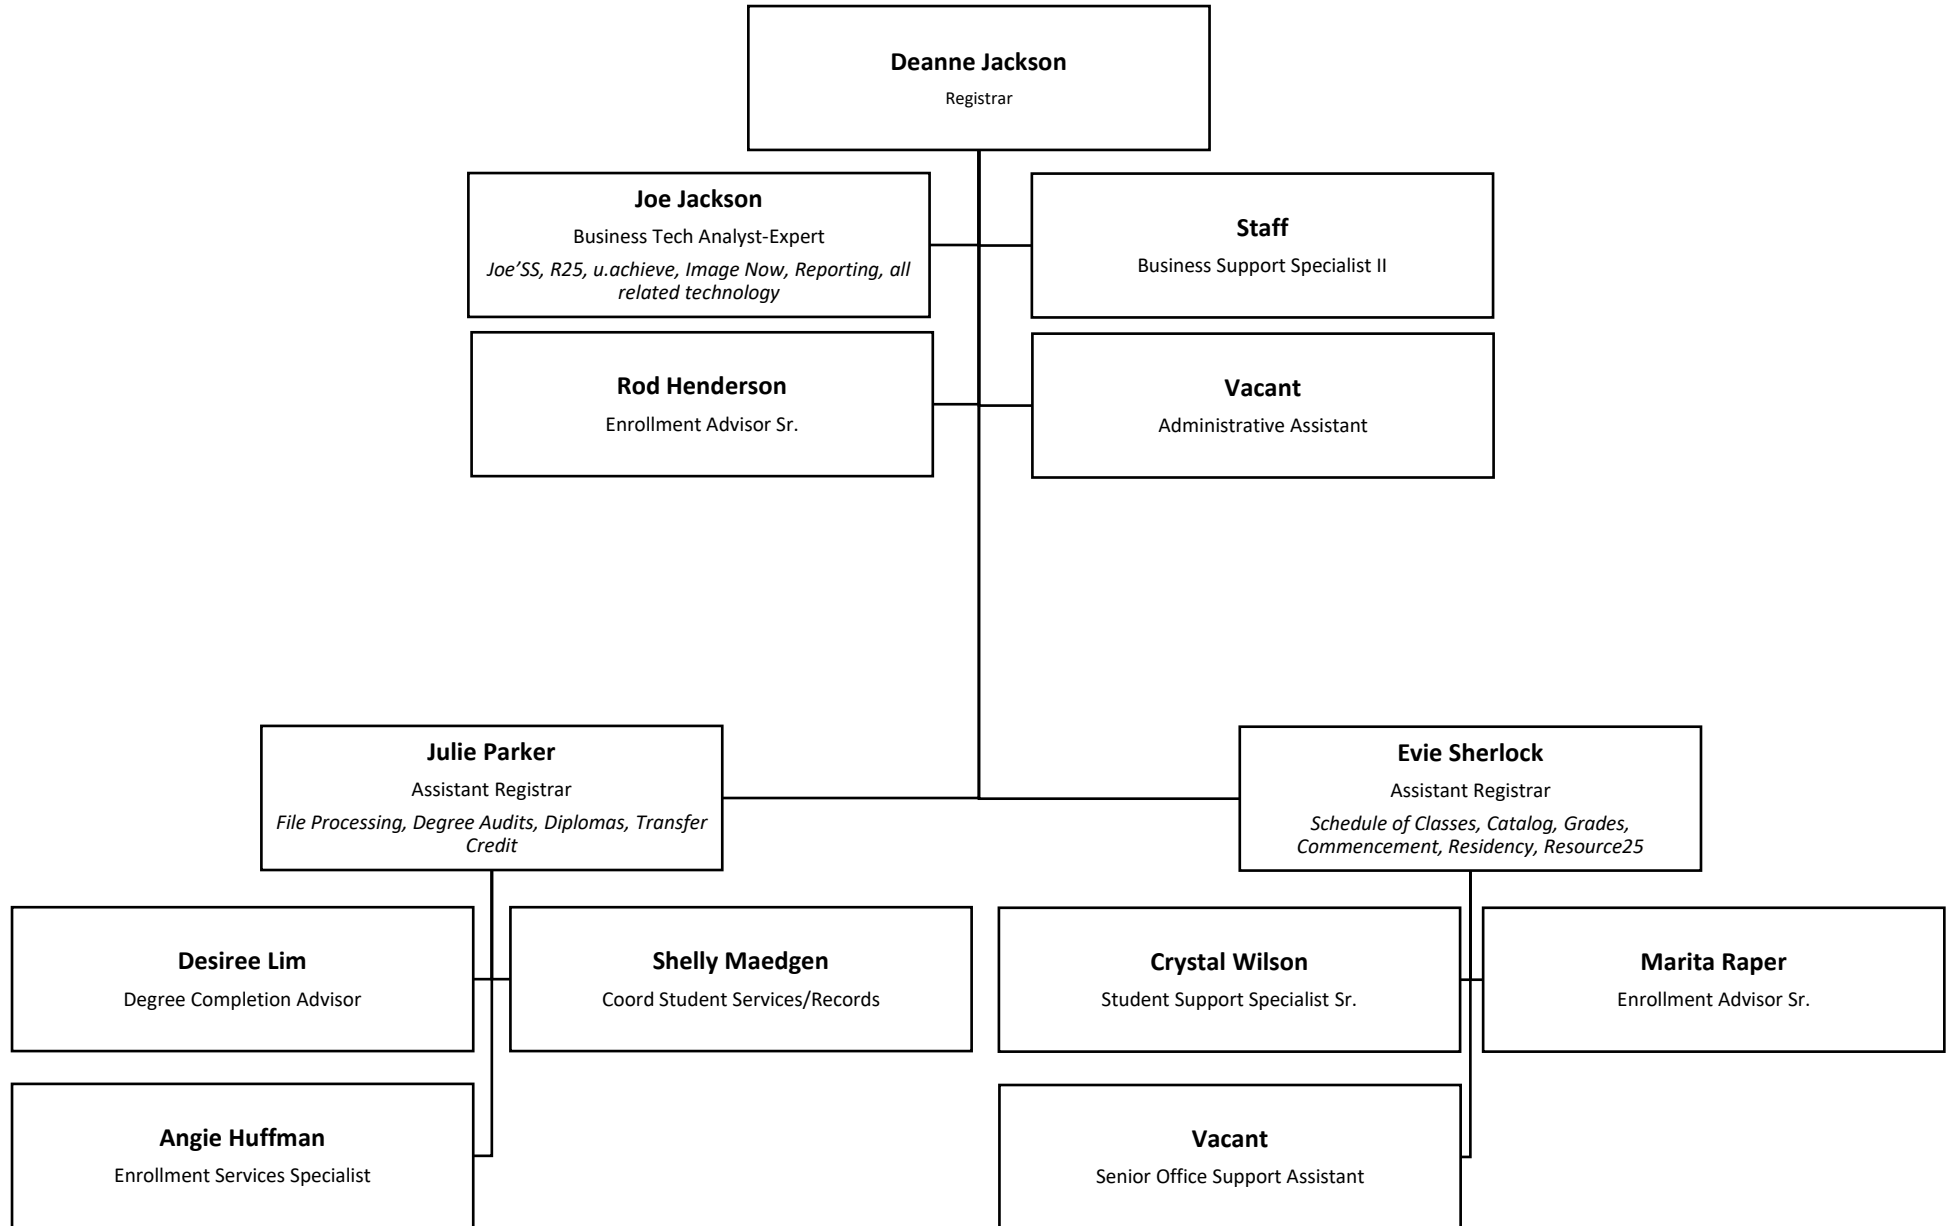 Deanne Jackson
Registrar
Joe Jackson
Business Tech Analyst-Expert
Joe’SS, R25, u.achieve, Image Now, Reporting, all
related technology
Staff
Business Support Specialist II
Rod Henderson
Enrollment Advisor Sr.
Vacant
Administrative Assistant
Julie Parker
Assistant Registrar
File Processing, Degree Audits, Diplomas, Transfer
Credit
Evie Sherlock
Assistant Registrar
Schedule of Classes, Catalog, Grades,
Commencement, Residency, Resource25
Desiree Lim
Degree Completion Advisor
Shelly Maedgen
Coord Student Services/Records
Crystal Wilson
Student Support Specialist Sr.
Marita Raper
Enrollment Advisor Sr.
Angie Huffman
Enrollment Services Specialist
Vacant
Senior Office Support Assistant